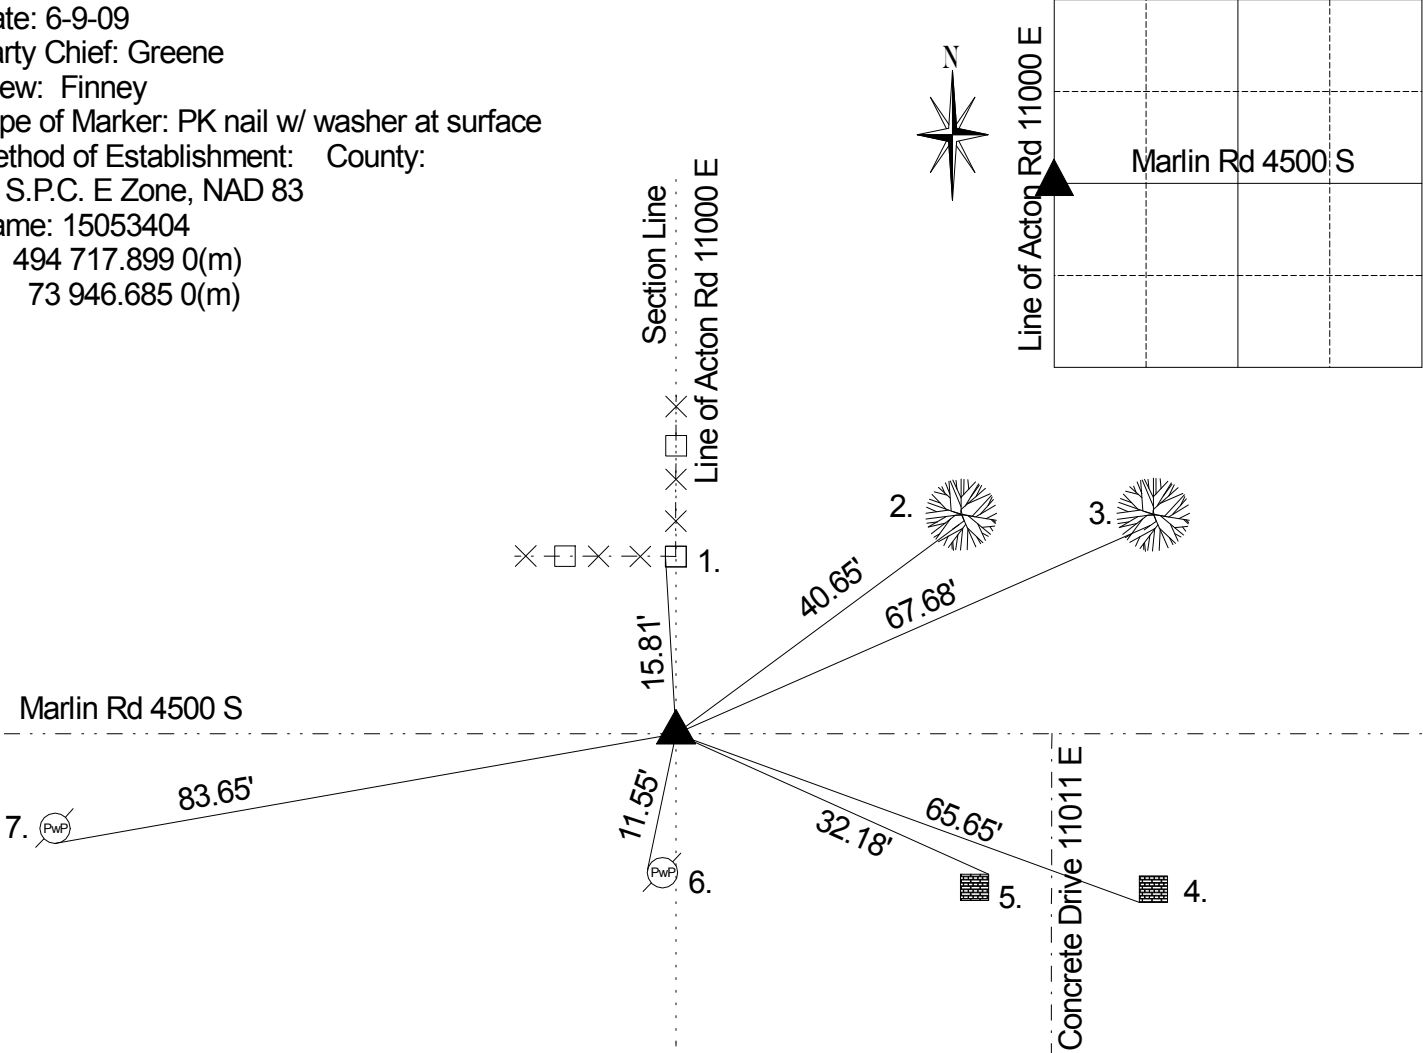 ate: 6-9-09
arty Chief: Greene
ew: Finney
pe of Marker: PK nail w/ washer at surface
ethod of Establishment: County:
S.P.C. E Zone, NAD 83
ame: 15053404
494 717.899 0(m)
73 946.685 0(m)
N
Line of Acton Rd 11000 E
Marlin Rd 4500 S
Section Line
Line of Acton Rd 11000 E
2.
3.
1.
40.65'
67.68'
15.81'
Marlin Rd 4500 S
83.65'
7.
PwP
11.55'
PwP
6.
32.18'
65.65'
5.
4.
Concrete Drive 11011 E